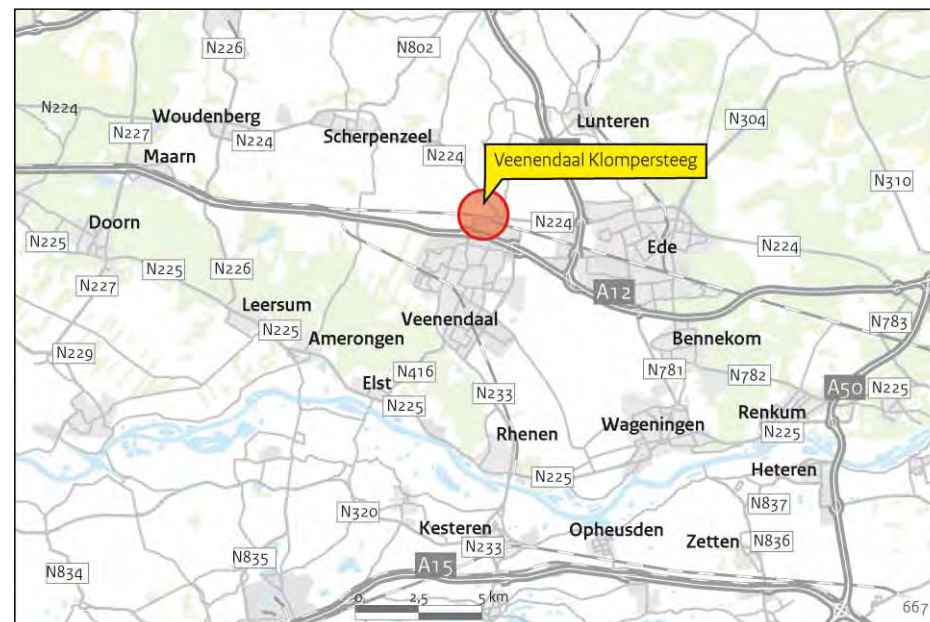 N226
N802
N224
Woudenberg
Lunteren
N304
N227
N224
Scherpenzeel
N224
Maarn
Veenendaal Klompersteeg
N310
Doorn
N224
Ede
N224
N225
N225
N226
N227
Leersum
A12
N225
Veenendaal
N783
Amerongen
Bennekom
N229
N416
N781
N782
Elst
N233
A50
N225
N225
Renkum
Wageningen
N225
Rhenen
N225
Heteren
N837
N320
Kesteren
Opheusden
N233
Zetten
N836
N835
A15
N834
0 2,5 5 km
667